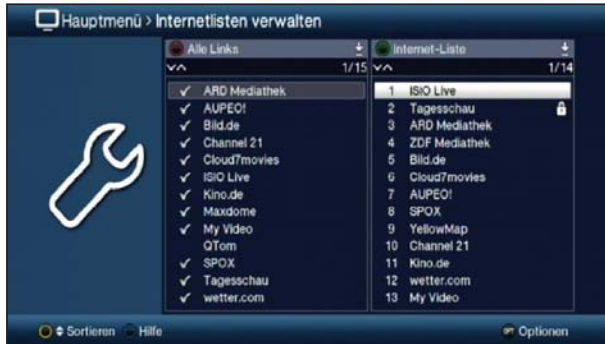 Hauptmenü > Internetlisten verwalten
Alle Links
1/15
ARD Mediathek
AUPEO!
Bild.de
Channel 21
Cloud7movies
ISIO Live
Kino.de
Maxdome
My Video
QTom
SPOX
Tagesschau
wetter.com
Internet-Liste
1/14
1 ISIO Live
2 Tagesschau
3 ARD Mediathek
4 ZDF Mediathek
5 Bild.de
6 Cloud7movies
7 AUPEO!
8 SPOX
9 YellowMap
10 Channel 21
11 Kino.de
12 wetter.com
13 My Video
Sortieren Hilfe
OPT Optionen